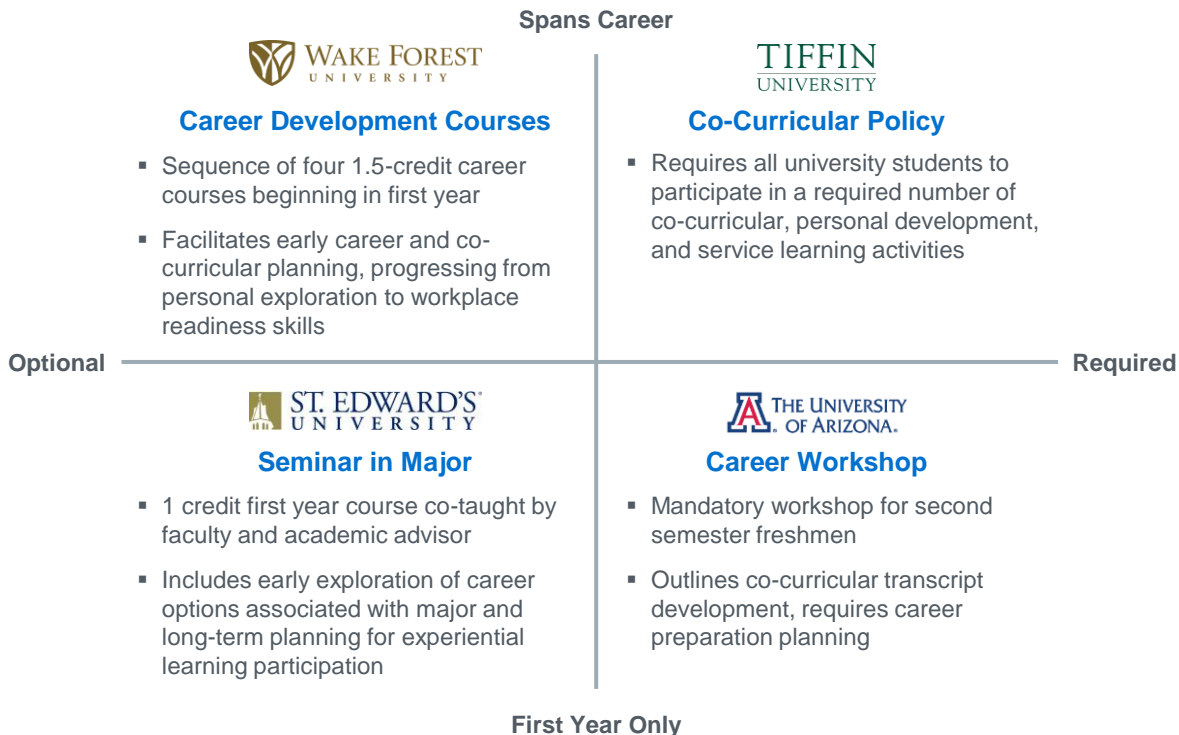 Spans Career
WAKE FOREST
UNIVERSITY
Career Development Courses
▪ Sequence of four 1.5-credit career
courses beginning in first year
▪ Facilitates early career and co-
curricular planning, progressing from
personal exploration to workplace
readiness skills
TIFFIN
UNIVERSITY
Co-Curricular Policy
▪ Requires all university students to
participate in a required number of
co-curricular, personal development,
and service learning activities
Optional
Required
ST. EDWARD'S
UNIVERSITY
Seminar in Major
▪ 1 credit first year course co-taught by
faculty and academic advisor
▪ Includes early exploration of career
options associated with major and
long-term planning for experiential
learning participation
A THE UNIVERSITY
OF ARIZONA.
Career Workshop
▪ Mandatory workshop for second
semester freshmen
▪ Outlines co-curricular transcript
development, requires career
preparation planning
First Year Only